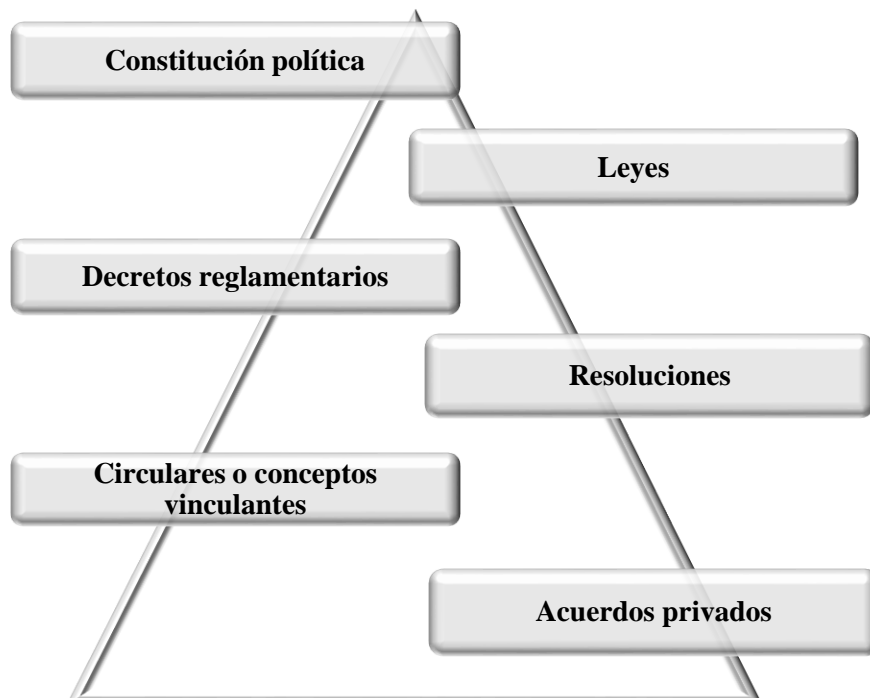 Constitución política
Leyes
Decretos reglamentarios
Resoluciones
Circulares o conceptos
vinculantes
Acuerdos privados